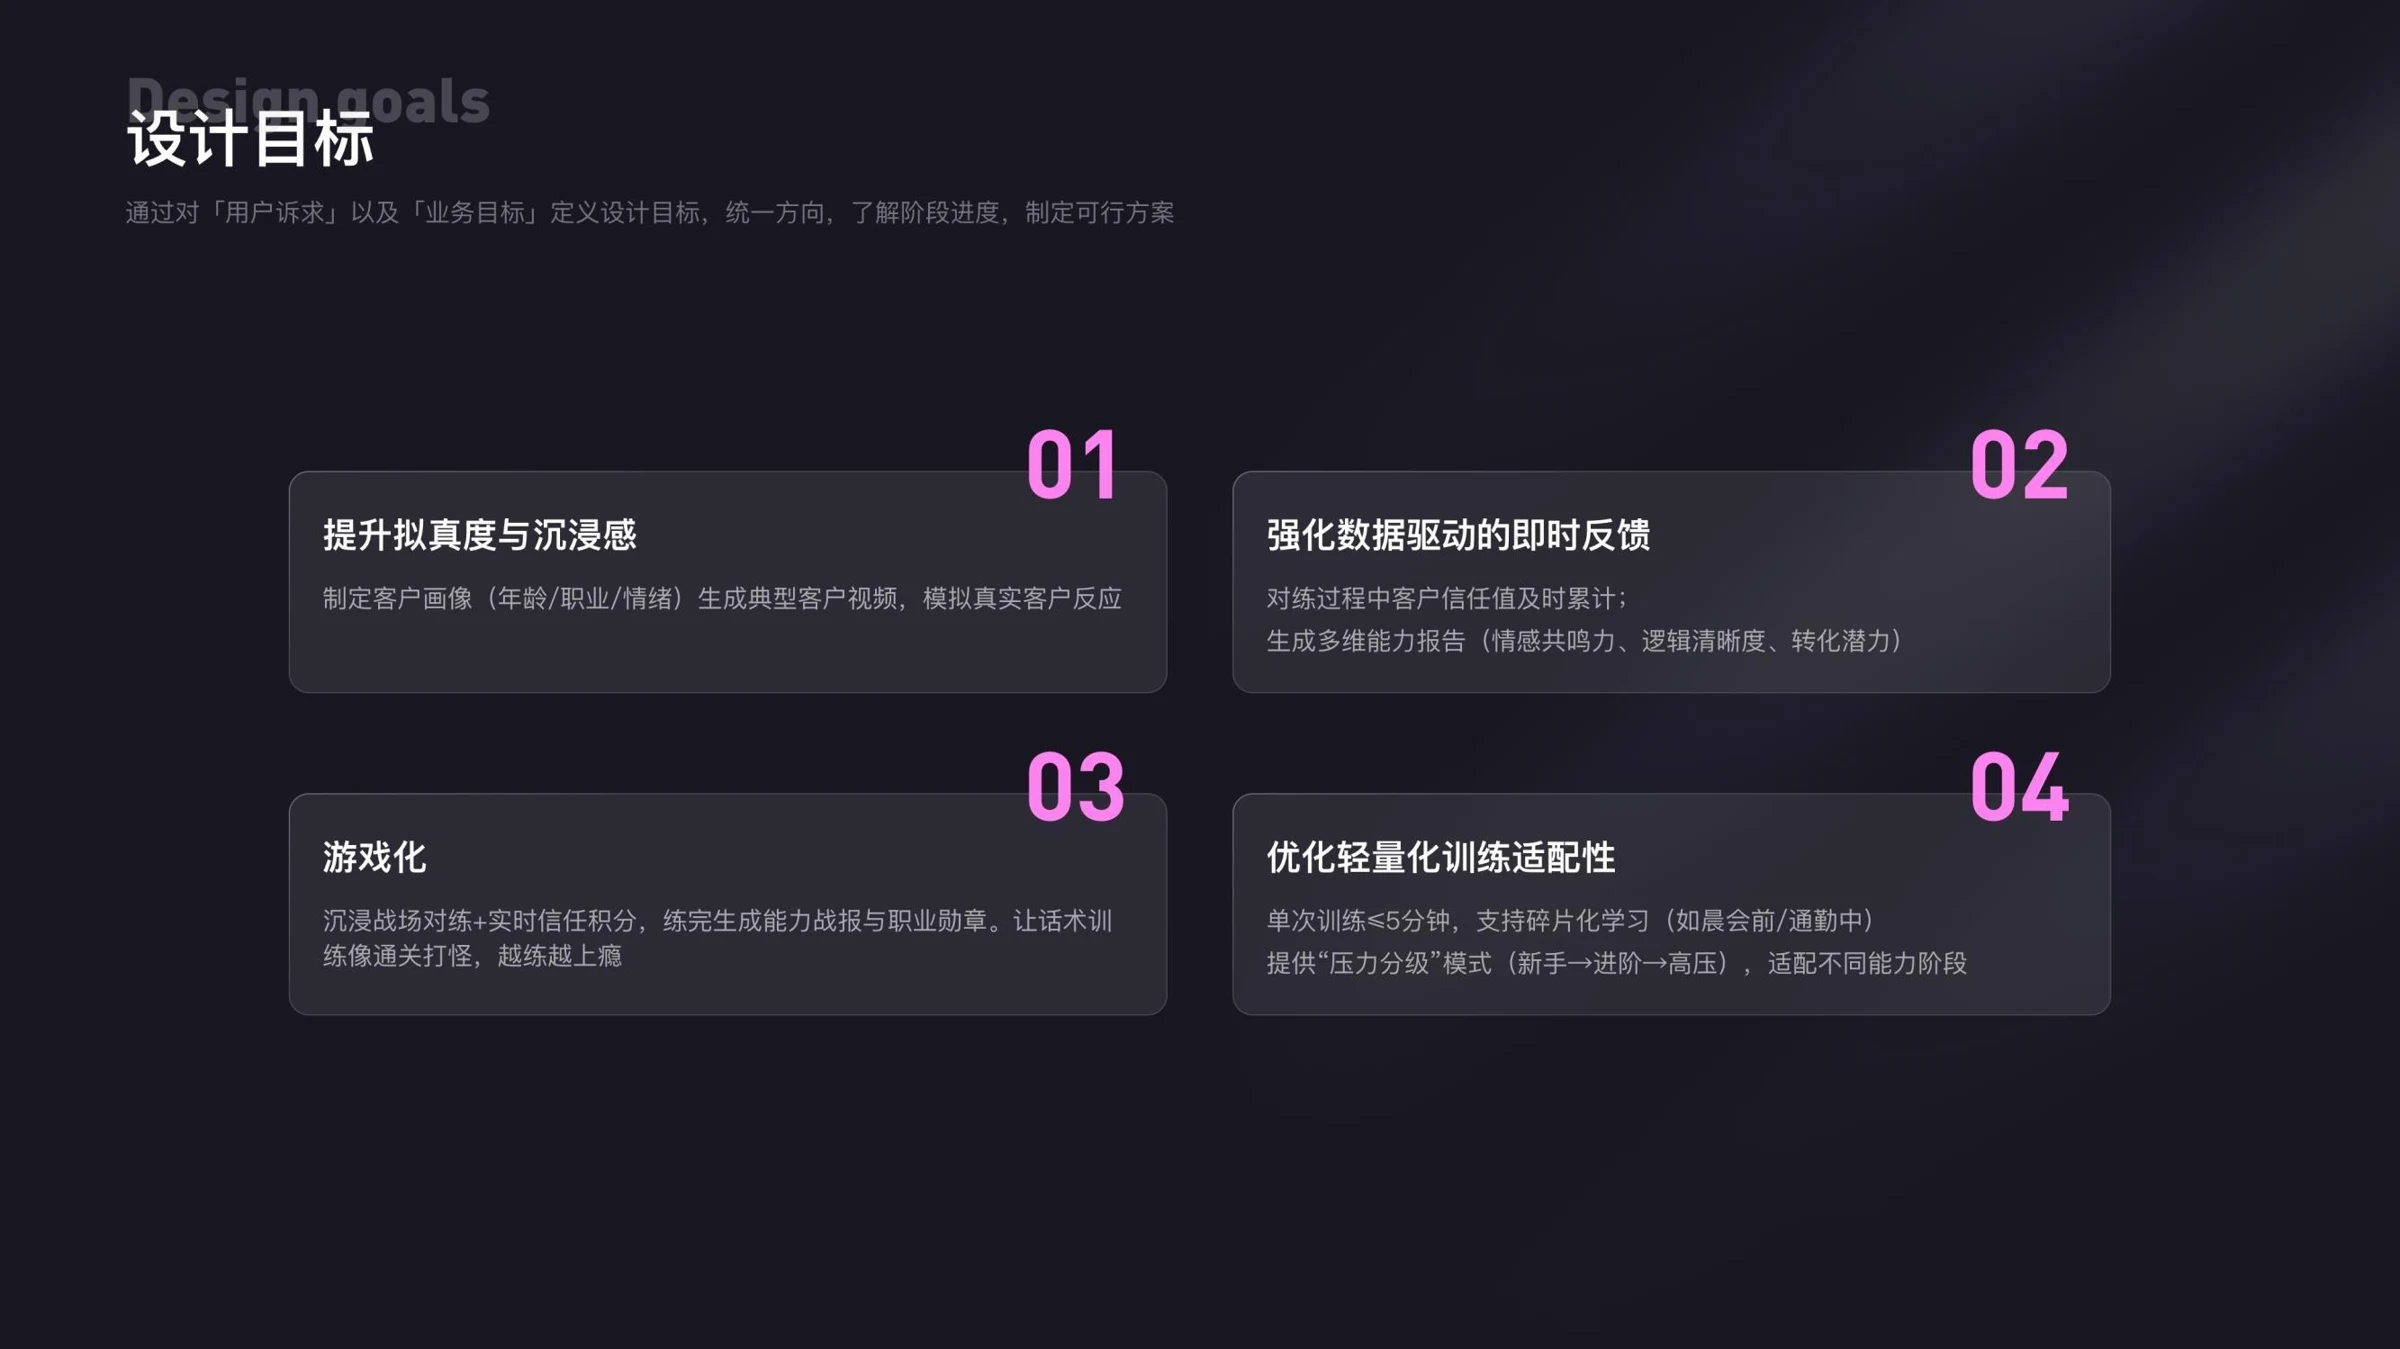 Design goals
设计目标
通过对「用户诉求」以及「业务目标」定义设计目标，统一方向，了解阶段进度，制定可行方案
01
提升拟真度与沉浸感
制定客户画像（年龄/职业/情绪）生成典型客户视频，模拟真实客户反应
02
强化数据驱动的即时反馈
对练过程中客户信任值及时累计；
生成多维能力报告（情感共鸣力、逻辑清晰度、转化潜力）
03
游戏化
沉浸战场对练+实时信任积分，练完生成能力战报与职业勋章。让话术训
练像通关打怪，越练越上瘾
04
优化轻量化训练适配性
单次训练≤5分钟，支持碎片化学习（如晨会前/通勤中）
提供“压力分级”模式（新手→进阶→高压），适配不同能力阶段